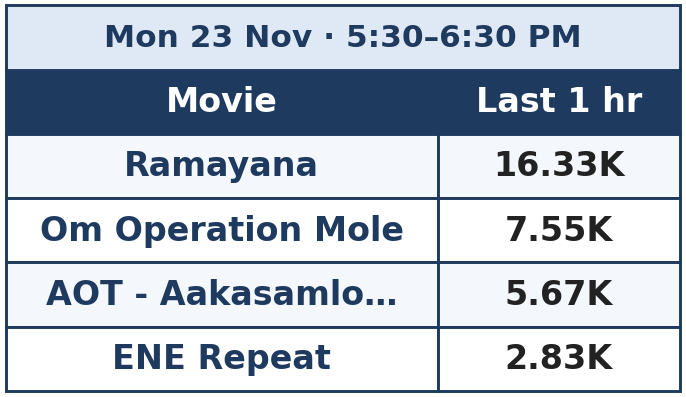 Mon 23 Nov · 5:30–6:30 PM
Movie Last 1 hr
Ramayana 16.33K
Om Operation Mole 7.55K
AOT - Aakasamlo... 5.67K
ENE Repeat 2.83K